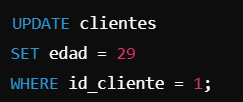 UPDATE clientes
SET edad = 29
WHERE id_cliente = 1;